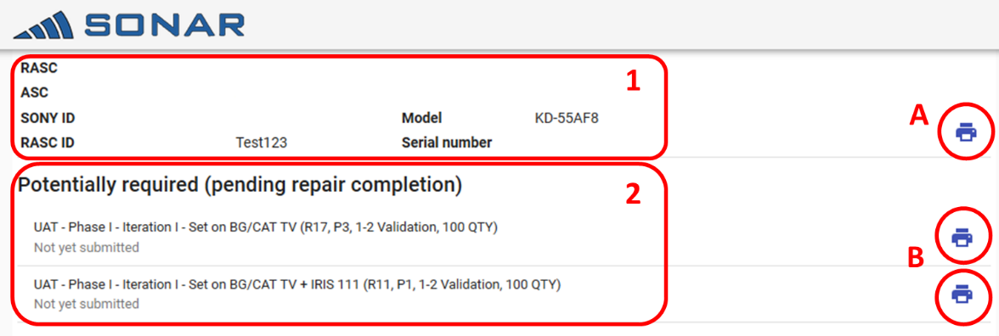 SONAR
RASC
1
ASC
SONY ID Model KD-55AF8
A
RASC ID Test123 Serial number
Potentially required (pending repair completion)
2
UAT - Phase I - Iteration I - Set on BG/CAT TV (R17, P3, 1-2 Validation, 100 QTY)
Not yet submitted
B
UAT - Phase I - Iteration I - Set on BG/CAT TV + IRIS 111 (R11, P1, 1-2 Validation, 100 QTY)
Not yet submitted